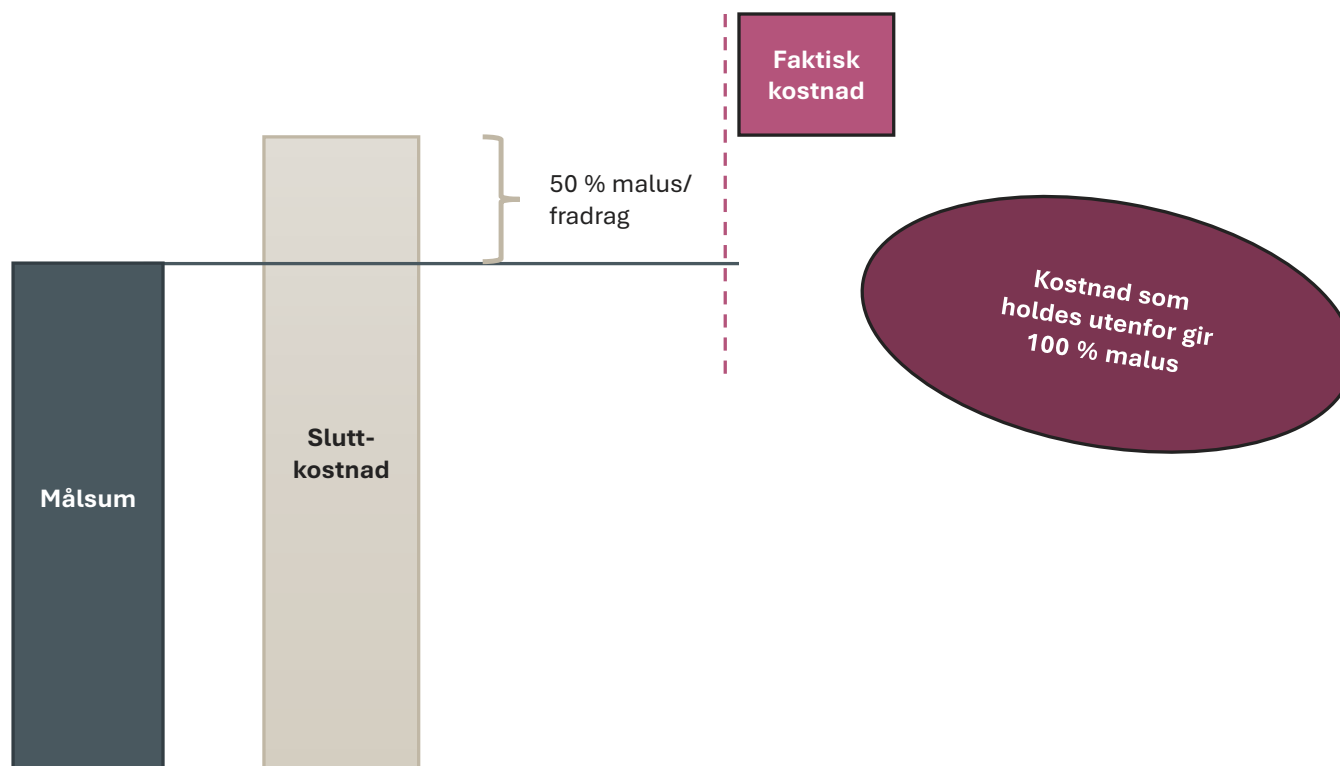 Faktisk
kostnad
50 % malus/
fradrag
Kostnad som
holdes utenfor gir
100 % malus
Slutt-
kostnad
Målsum